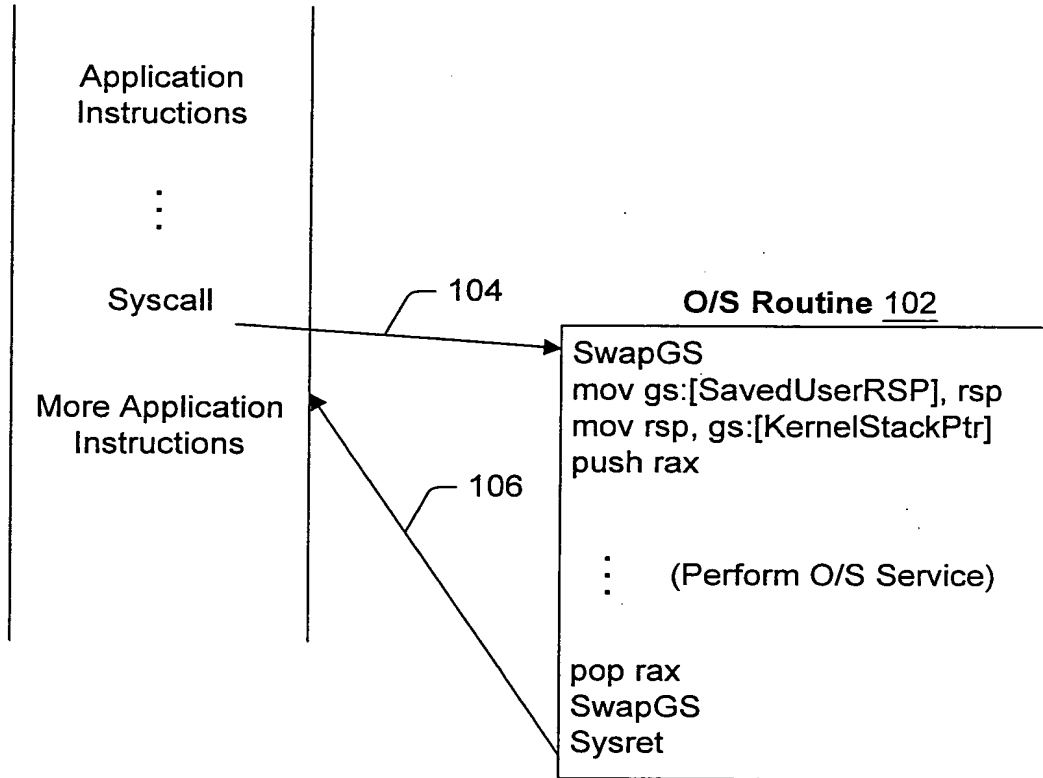 Application
Instructions
⋮
Syscall
More Application
Instructions
104
106
O/S Routine 102
SwapGS
mov gs:[SavedUserRSP], rsp
mov rsp, gs:[KernelStackPtr]
push rax
⋮ (Perform O/S Service)
pop rax
SwapGS
Sysret